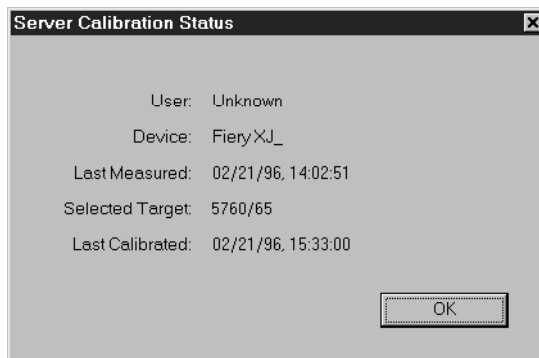 Server Calibration Status
User: Unknown
Device: Fiery XJ_
Last Measured: 02/21/96, 14:02:51
Selected Target: 5760/65
Last Calibrated: 02/21/96, 15:33:00
OK